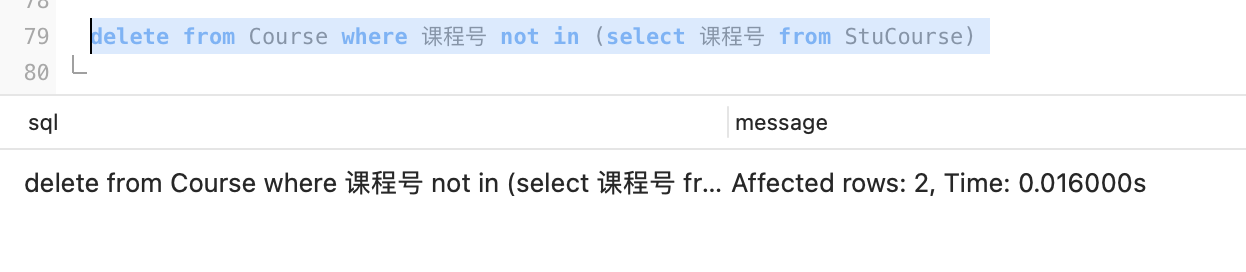 78
79 delete from Course where 课程号 not in (select 课程号 from StuCourse)
80
sql message
delete from Course where 课程号 not in (select 课程号 fr... Affected rows: 2, Time: 0.016000s